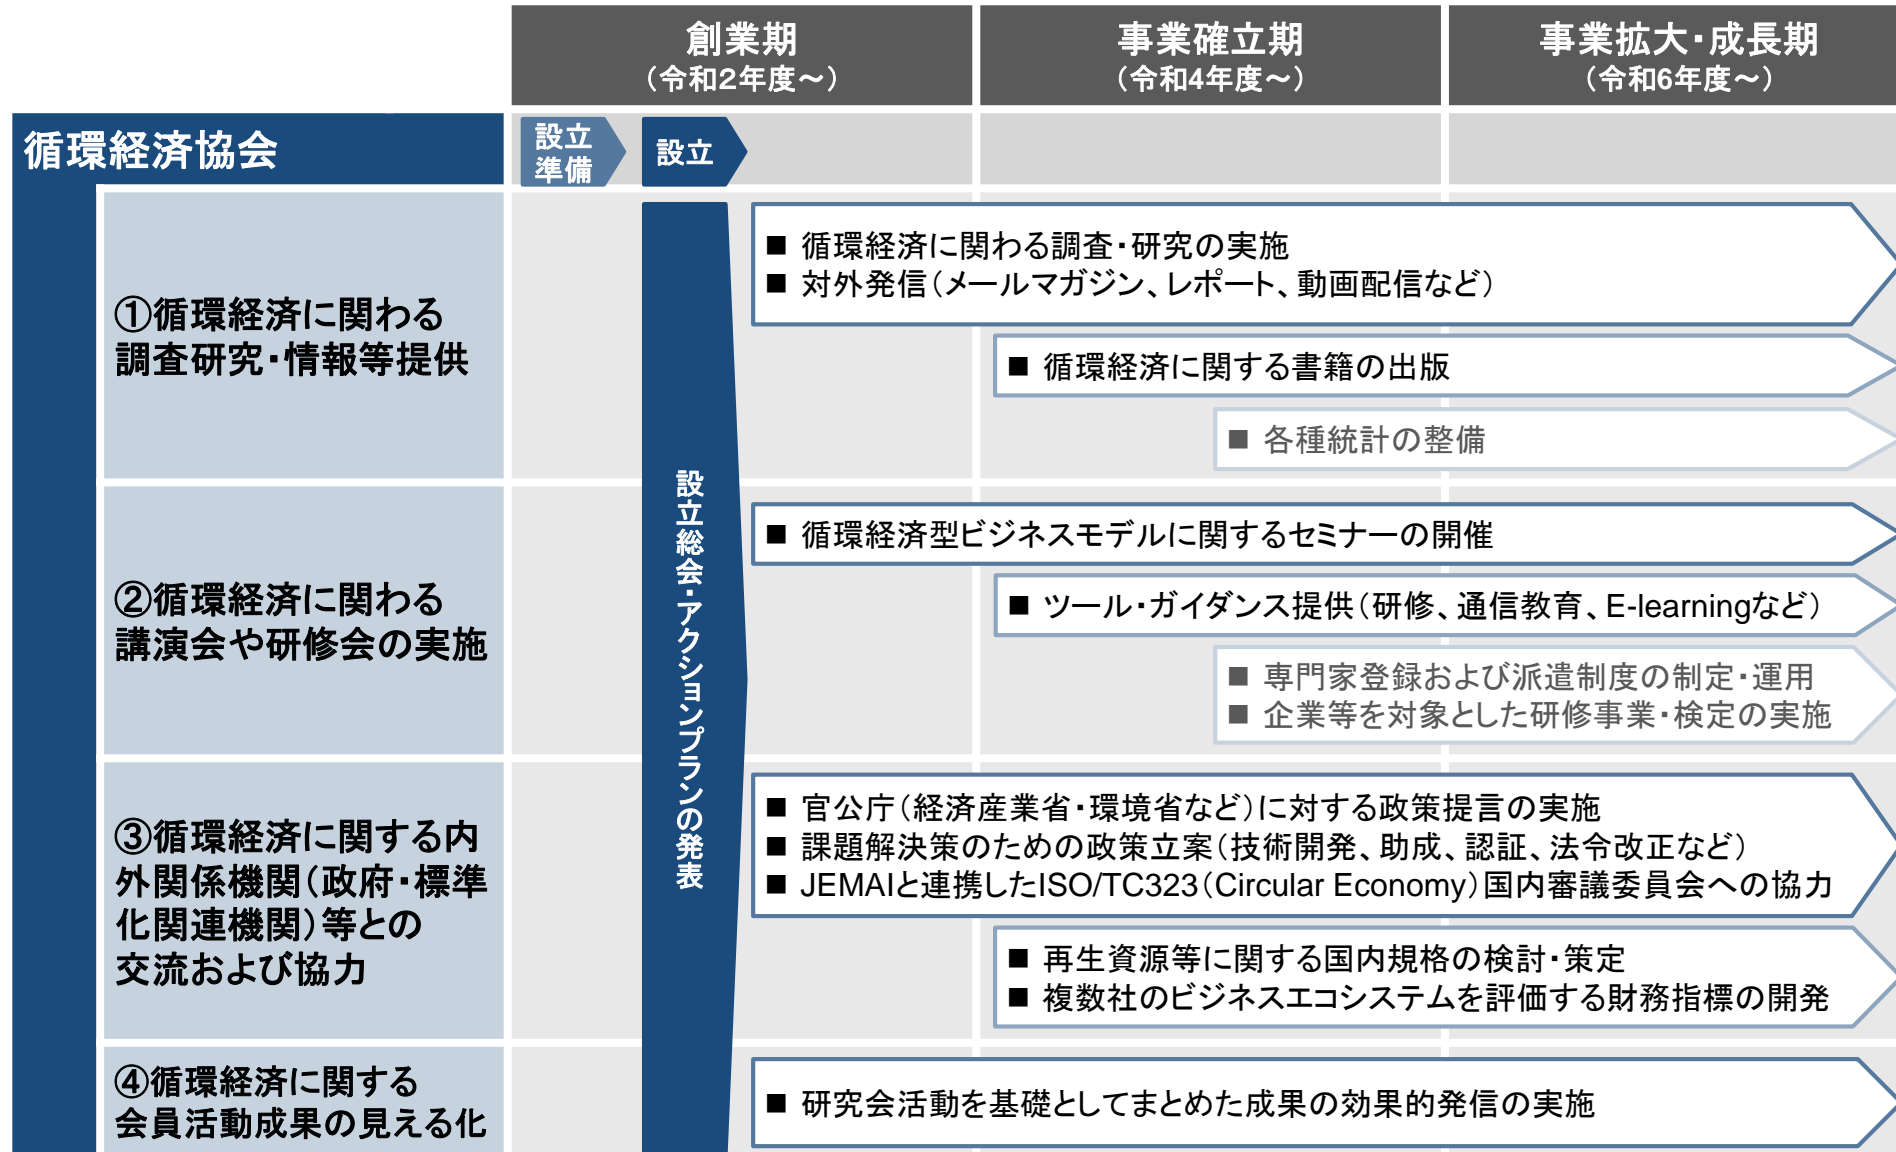 創業期
（令和2年度～）
事業確立期
（令和4年度～）
事業拡大・成長期
（令和6年度～）
循環経済協会
設立
準備
設立
設立総会・アクションプランの発表
①循環経済に関わる
調査研究・情報等提供
■ 循環経済に関わる調査・研究の実施
■ 対外発信（メールマガジン、レポート、動画配信など）
■ 循環経済に関する書籍の出版
■ 各種統計の整備
②循環経済に関わる
講演会や研修会の実施
■ 循環経済型ビジネスモデルに関するセミナーの開催
■ ツール・ガイダンス提供（研修、通信教育、E-learningなど）
■ 専門家登録および派遣制度の制定・運用
■ 企業等を対象とした研修事業・検定の実施
③循環経済に関する内
外関係機関（政府・標準
化関連機関）等との
交流および協力
■ 官公庁（経済産業省・環境省など）に対する政策提言の実施
■ 課題解決策のための政策立案（技術開発、助成、認証、法令改正など）
■ JEMAIと連携したISO/TC323（Circular Economy）国内審議委員会への協力
■ 再生資源等に関する国内規格の検討・策定
■ 複数社のビジネスエコシステムを評価する財務指標の開発
④循環経済に関する
会員活動成果の見える化
■ 研究会活動を基礎としてまとめた成果の効果的発信の実施